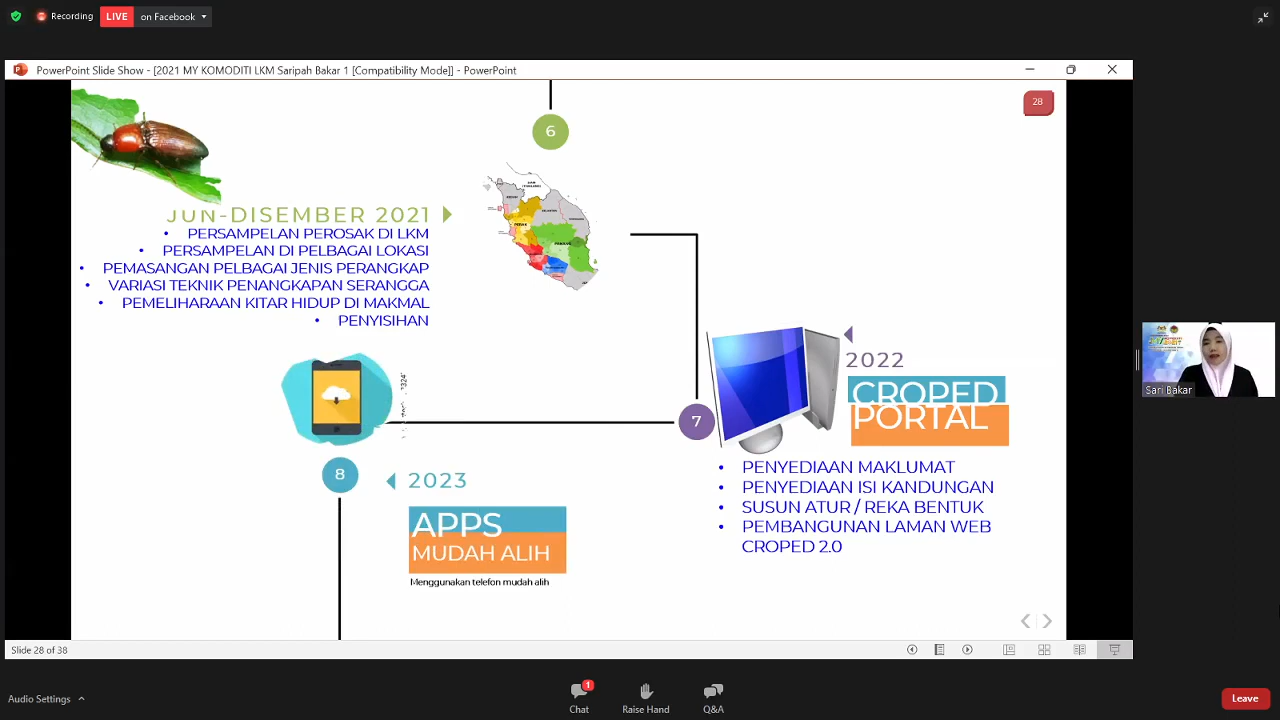 Recording
LIVE
on Facebook
PowerPoint Slide Show - [2021 MY KOMODITI LKM Saripah Bakar 1 [Compatibility Mode]] - PowerPoint
28
6
JUN-DISEMBER 2021
• PERSAMPELAN PEROSAK DI LKM
• PERSAMPELAN DI PELBAGAI LOKASI
• PEMASANGAN PELBAGAI JENIS PERANGKAP
• VARIASI TEKNIK PENANGKAPAN SERANGGA
• PEMELIHARAAN KITAR HIDUP DI MAKMAL
• PENYISIHAN
7
2022
CROPED
PORTAL
• PENYEDIAAN MAKLUMAT
• PENYEDIAAN ISI KANDUNGAN
• SUSUN ATUR / REKA BENTUK
• PEMBANGUNAN LAMAN WEB
CROPED 2.0
8
2023
APPS
MUDAH ALIH
Menggunakan telefon mudah alih
Sari Bakar
Slide 28 of 38
Audio Settings
1
Chat
Raise Hand
Q&A
Leave